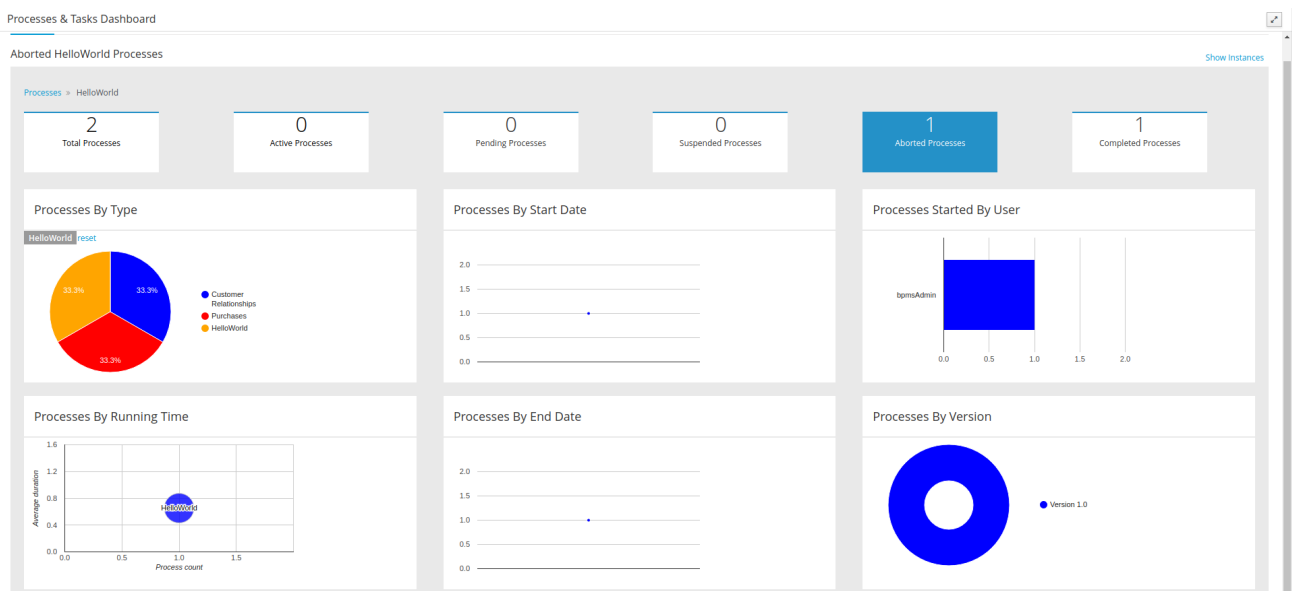 Processes & Tasks Dashboard
Aborted HelloWorld Processes
Show Instances
Processes » HelloWorld
2
Total Processes
0
Active Processes
0
Pending Processes
0
Suspended Processes
1
Aborted Processes
1
Completed Processes
Processes By Type
HelloWorld reset
33.3%
33.3%
33.3%
Customer
Relationships
Purchases
HelloWorld
Processes By Start Date
2.0
1.5
1.0
0.5
0.0
Processes Started By User
bpmsAdmin
0.0 0.5 1.0 1.5 2.0
Processes By Running Time
Average duration
1.6
1.2
0.8
0.4
0.0
HelloWorld
0.0 0.5 1.0 1.5
Process count
Processes By End Date
2.0
1.5
1.0
0.5
0.0
Processes By Version
Version 1.0